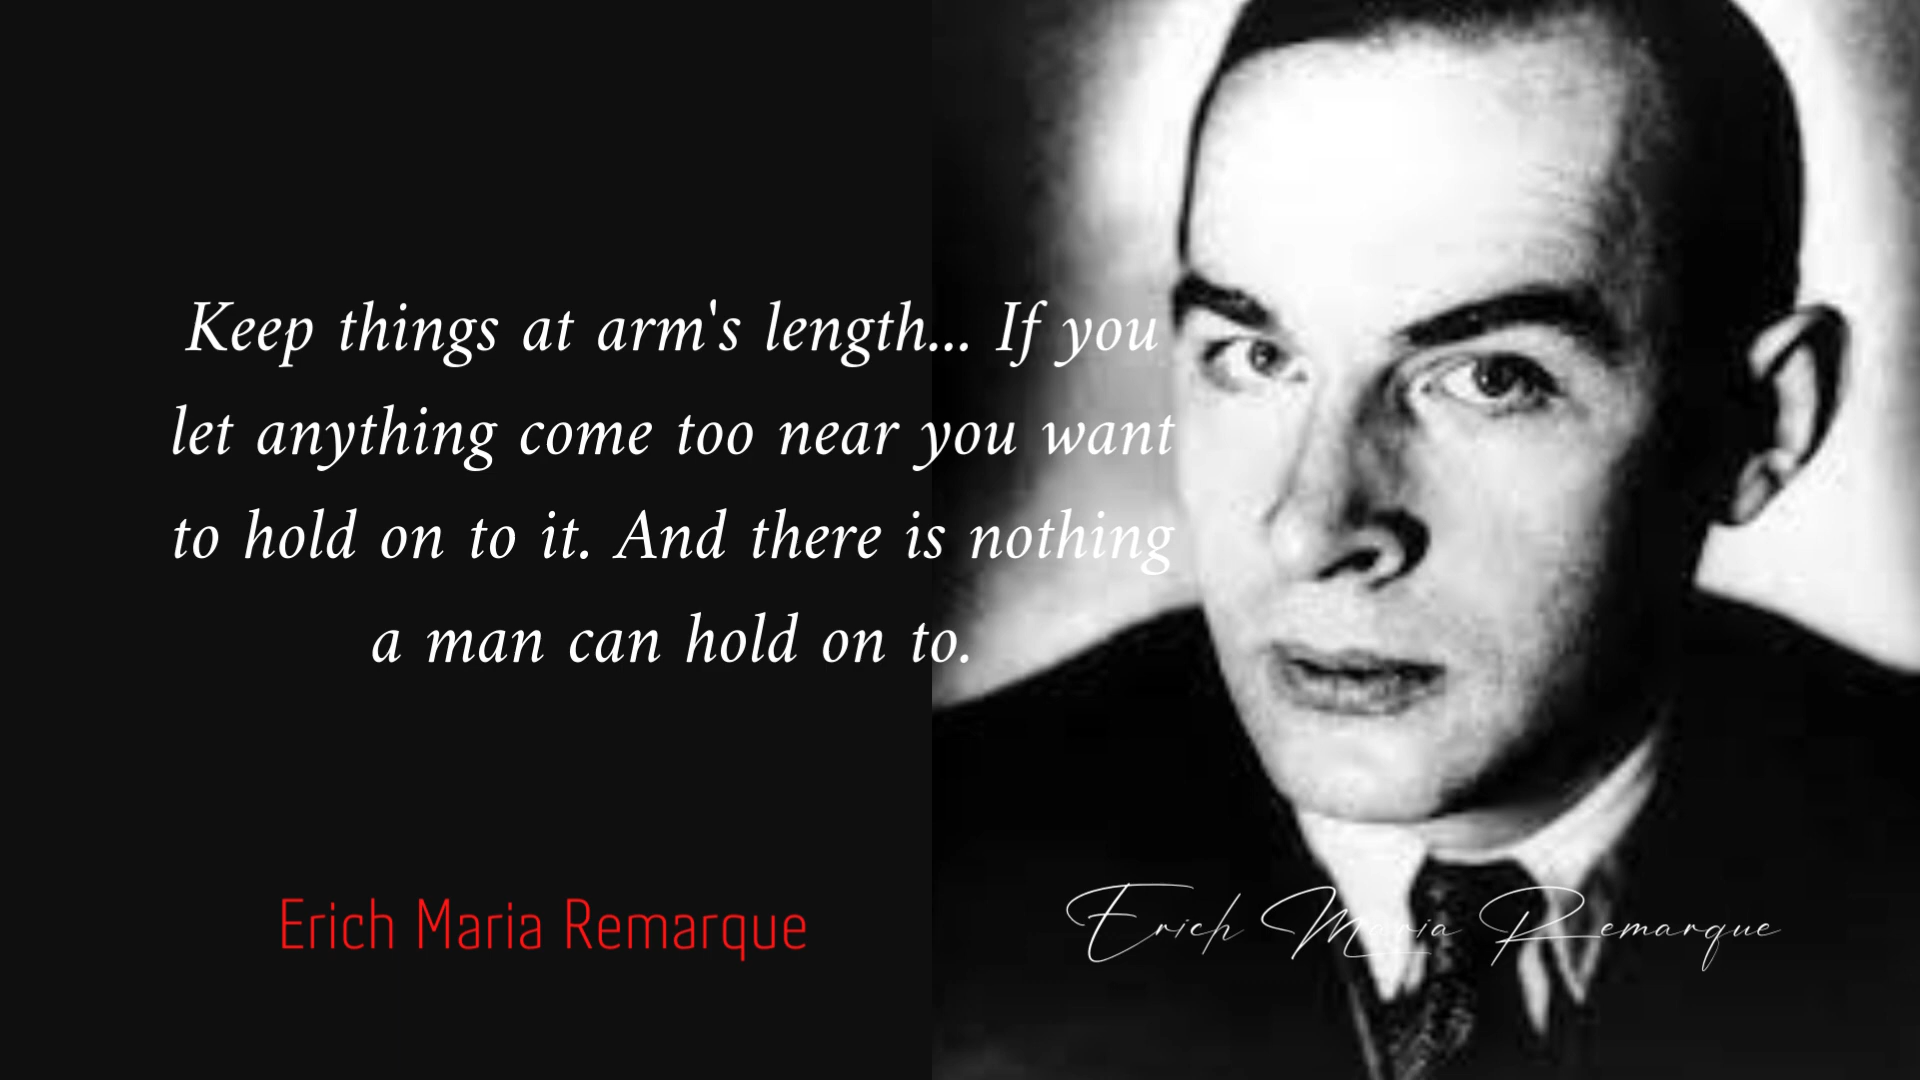 Keep things at arm's length... If you
let anything come too near you want
to hold on to it. And there is nothing
a man can hold on to.
Erich Maria Remarque
Erich Maria Remarque